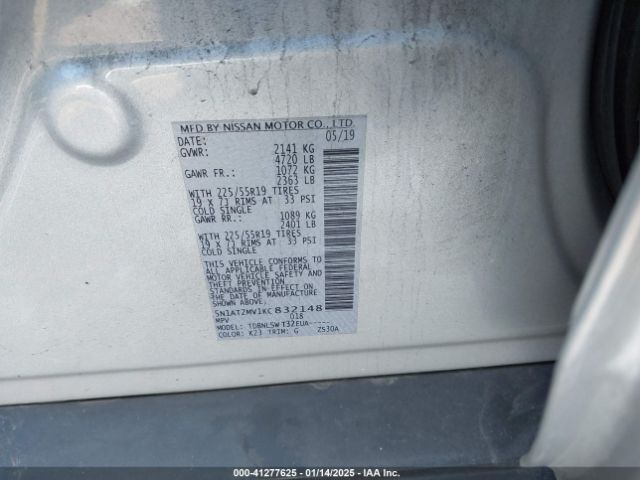 MFD BY NISSAN MOTOR CO., LTD.
DATE: 05/19
GVWR: 2141 KG
4720 LB
GAWR FR.: 1072 KG
2363 LB
WITH 225/55R19 TIRES
19 X 7J RIMS AT 33 PSI
COLD SINGLE
GAWR RR.: 1089 KG
2401 LB
WITH 225/55R19 TIRES
19 X 7J RIMS AT 33 PSI
COLD SINGLE
THIS VEHICLE CONFORMS TO
ALL APPLICABLE FEDERAL
MOTOR VEHICLE SAFETY AND
THEFT PREVENTION
STANDARDS IN EFFECT ON
THE DATE OF MANUFACTURE
SHOWN ABOVE.
5N1AT2MV1KC832148
MPV 018
MODEL: TDBNLSWT32EUA-----
COLOR: K23 TRIM: G ZS30A
000-41277625 - 01/14/2025 - IAA Inc.